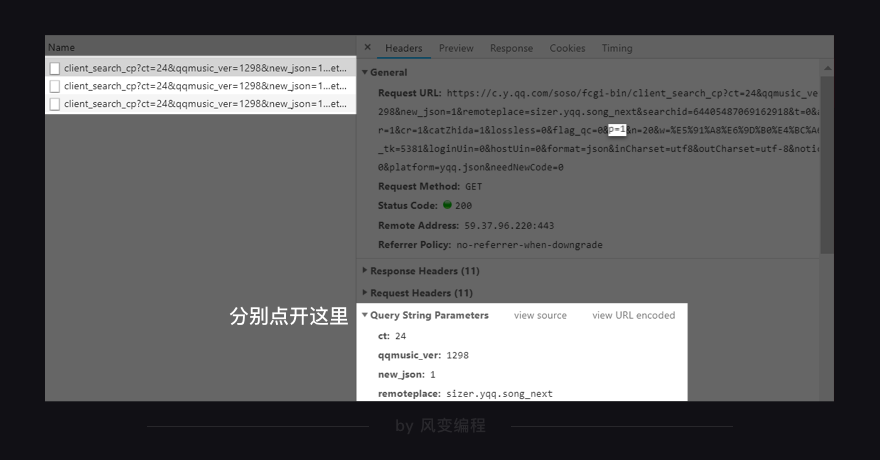 Name
× Headers Preview Response Cookies Timing
client_search_cp?ct=24&qqmusic_ver=1298&new_json=1...et...
client_search_cp?ct=24&qqmusic_ver=1298&new_json=1...et...
client_search_cp?ct=24&qqmusic_ver=1298&new_json=1...et...
General
Request URL: https://c.y.qq.com/soso/fcgi-bin/client_search_cp?ct=24&qqmusic_ve
298&new_json=1&remoteplace=sizer.yqq.song_next&searchid=64405487069162918&t=0&
r=1&cr=1&catZhida=1&lossless=0&flag_qc=0&p=1&n=20&w=%E5%91%A8%E6%9D%B0%E4%BC%A
_tk=5381&loginUin=0&hostUin=0&format=json&inCharset=utf8&outCharset=utf-8&notic
0&platform=yqq.json&needNewCode=0
Request Method: GET
Status Code: 200
Remote Address: 59.37.96.220:443
Referrer Policy: no-referrer-when-downgrade
Response Headers (11)
Request Headers (11)
分别点开这里
Query String Parameters view source view URL encoded
ct: 24
qqmusic_ver: 1298
new_json: 1
remoteplace: sizer.yqq.song_next
by 风变编程